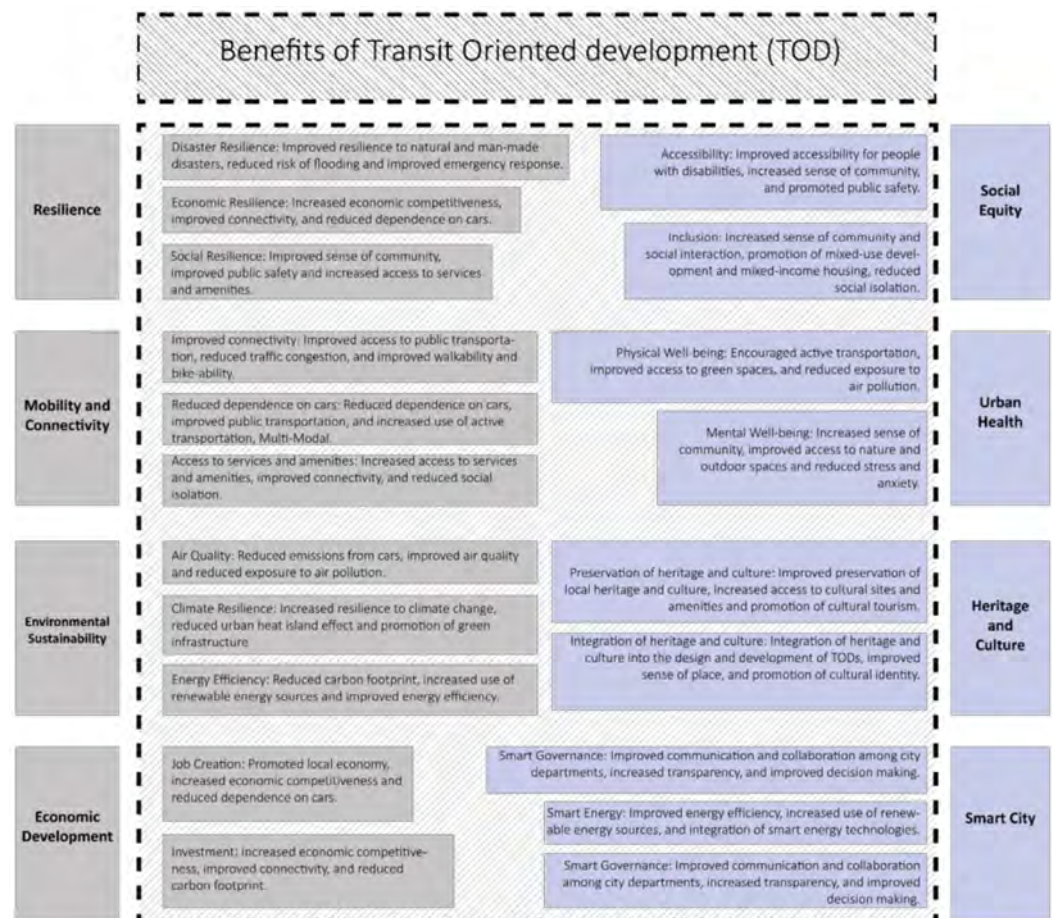 Benefits of Transit Oriented development (TOD)
Resilience
Disaster Resilience: Improved resilience to natural and man-made
disasters, reduced risk of flooding and improved emergency response.
Economic Resilience: Increased economic competitiveness,
improved connectivity, and reduced dependence on cars.
Social Resilience: Improved sense of community,
improved public safety and increased access to services
and amenities.
Accessibility: Improved accessibility for people
with disabilities, increased sense of community,
and promoted public safety.
Inclusion: Increased sense of community and
social interaction, promotion of mixed-use devel-
opment and mixed-income housing, reduced
social isolation.
Social
Equity
Mobility and
Connectivity
Improved connectivity: Improved access to public transporta-
tion, reduced traffic congestion, and improved walkability and
bike-ability.
Reduced dependence on cars: Reduced dependence on cars,
improved public transportation, and increased use of active
transportation, Multi-Modal.
Access to services and amenities: Increased access to services
and amenities, improved connectivity, and reduced social
isolation.
Physical Well-being: Encouraged active transportation,
improved access to green spaces, and reduced exposure to
air pollution.
Mental Well-being: Increased sense of
community, improved access to nature and
outdoor spaces and reduced stress and
anxiety.
Urban
Health
Environmental
Sustainability
Air Quality: Reduced emissions from cars, improved air quality
and reduced exposure to air pollution.
Climate Resilience: Increased resilience to climate change,
reduced urban heat island effect and promotion of green
infrastructure
Energy Efficiency: Reduced carbon footprint, increased use of
renewable energy sources and improved energy efficiency.
Preservation of heritage and culture: Improved preservation of
local heritage and culture, Increased access to cultural sites and
amenities and promotion of cultural tourism.
Integration of heritage and culture: Integration of heritage and
culture into the design and development of TODs, improved
sense of place, and promotion of cultural identity.
Heritage
and
Culture
Economic
Development
Job Creation: Promoted local economy,
increased economic competitiveness and
reduced dependence on cars.
Investment: increased economic competitive-
ness, improved connectivity, and reduced
carbon footprint.
Smart Governance: Improved communication and collaboration among city
departments, increased transparency, and improved decision making.
Smart Energy: Improved energy efficiency, increased use of renew-
able energy sources, and integration of smart energy technologies.
Smart Governance: Improved communication and collaboration
among city departments, increased transparency, and improved
decision making.
Smart City